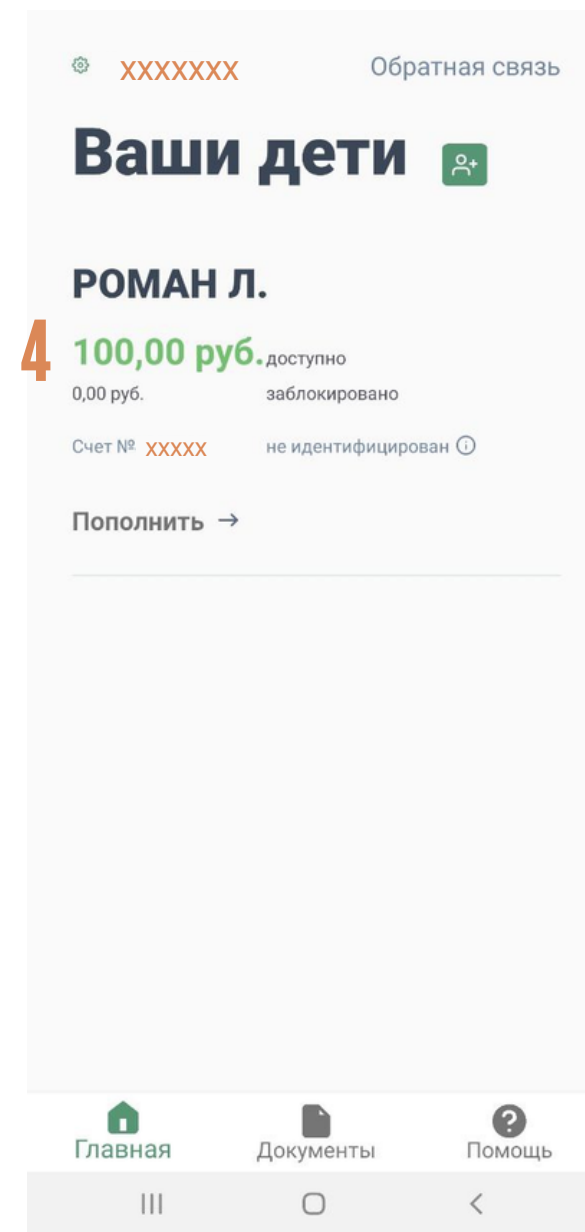 xxxxxxx Обратная связь
Ваши дети
РОМАН Л.
4 100,00 руб. доступно
0,00 руб. заблокировано
Счет № xxxxx не идентифицирован
Пополнить →
Главная Документы Помощь